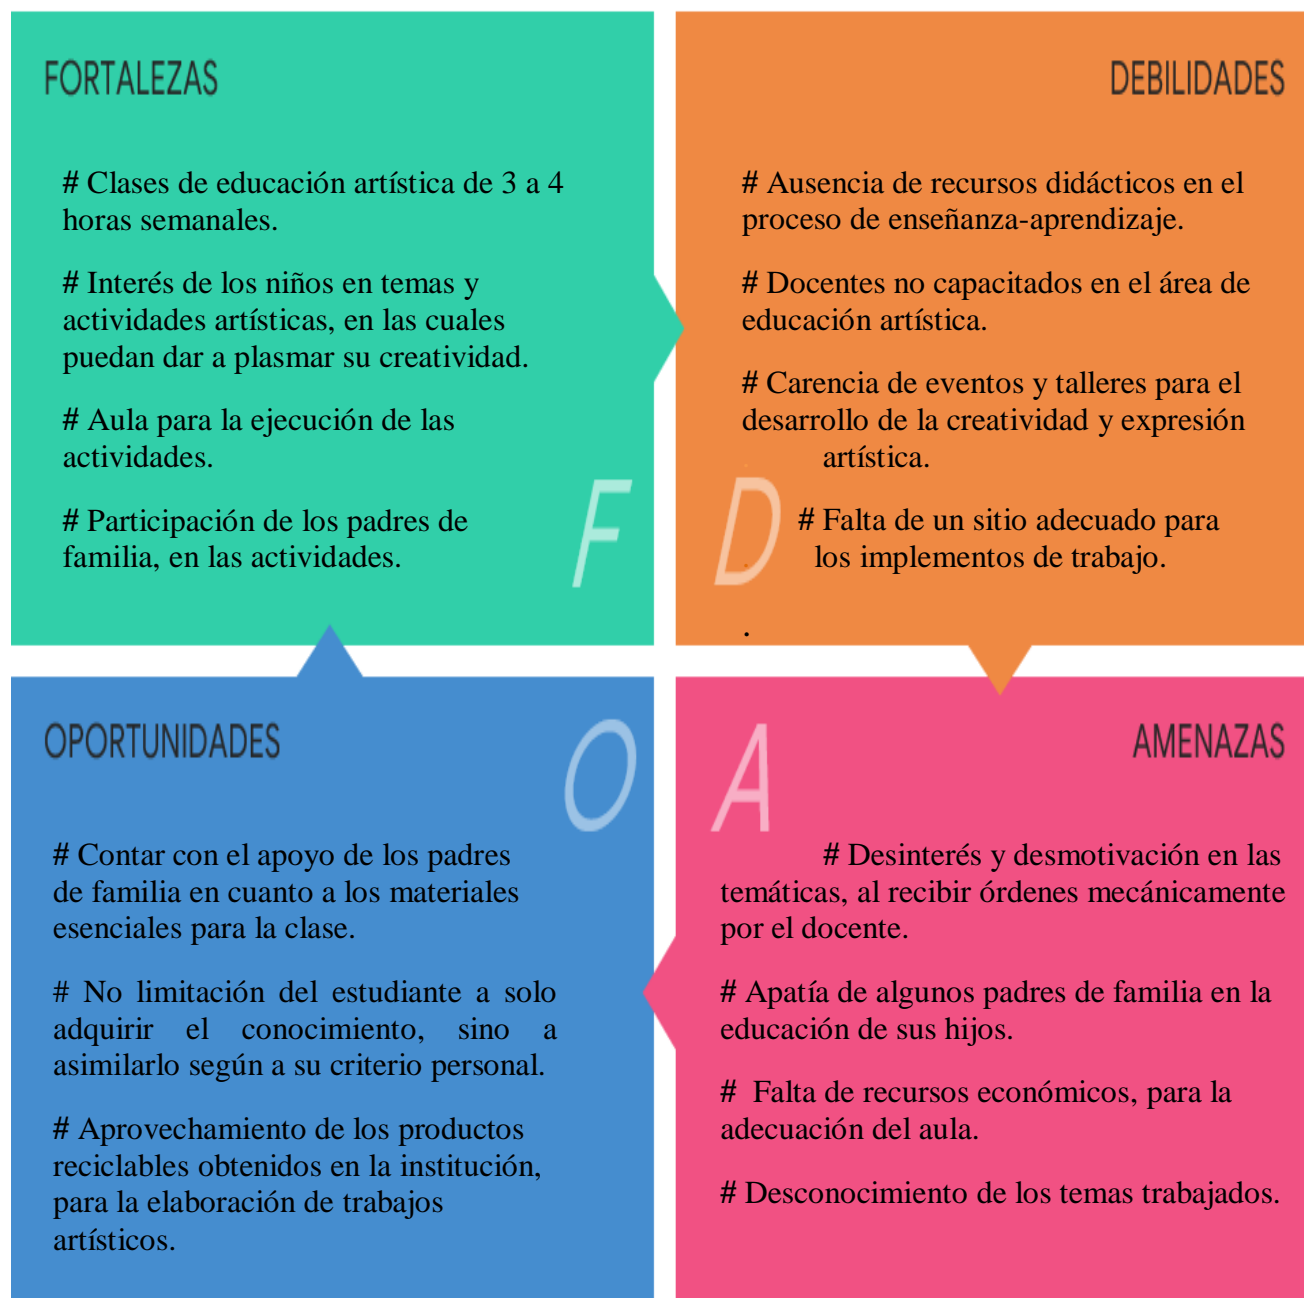 FORTALEZAS
# Clases de educación artística de 3 a 4
horas semanales.
# Interés de los niños en temas y
actividades artísticas, en las cuales
puedan dar a plasmar su creatividad.
# Aula para la ejecución de las
actividades.
# Participación de los padres de
familia, en las actividades.
F
DEBILIDADES
# Ausencia de recursos didácticos en el
proceso de enseñanza-aprendizaje.
# Docentes no capacitados en el área de
educación artística.
# Carencia de eventos y talleres para el
desarrollo de la creatividad y expresión
artística.
D
# Falta de un sitio adecuado para
los implementos de trabajo.
.
OPORTUNIDADES
O
# Contar con el apoyo de los padres
de familia en cuanto a los materiales
esenciales para la clase.
# No limitación del estudiante a solo
adquirir el conocimiento, sino a
asimilarlo según a su criterio personal.
# Aprovechamiento de los productos
reciclables obtenidos en la institución,
para la elaboración de trabajos
artísticos.
A
AMENAZAS
# Desinterés y desmotivación en las
temáticas, al recibir órdenes mecánicamente
por el docente.
# Apatía de algunos padres de familia en la
educación de sus hijos.
# Falta de recursos económicos, para la
adecuación del aula.
# Desconocimiento de los temas trabajados.